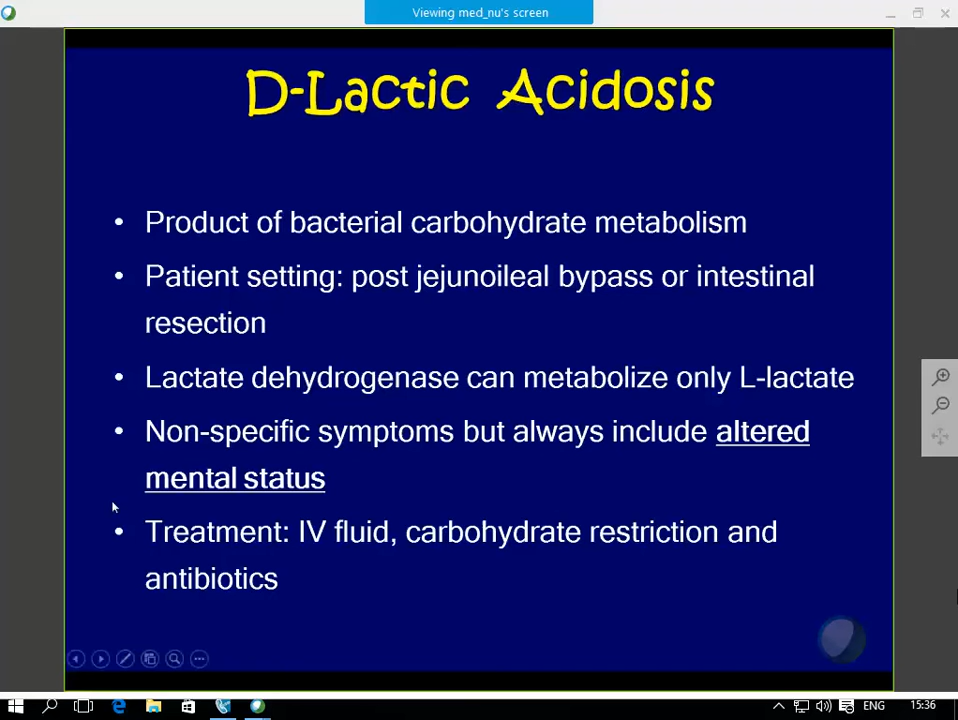 Viewing med_nu's screen
D-Lactic Acidosis
• Product of bacterial carbohydrate metabolism
• Patient setting: post jejunoileal bypass or intestinal
resection
• Lactate dehydrogenase can metabolize only L-lactate
• Non-specific symptoms but always include altered
mental status
• Treatment: IV fluid, carbohydrate restriction and
antibiotics
ENG
15:36